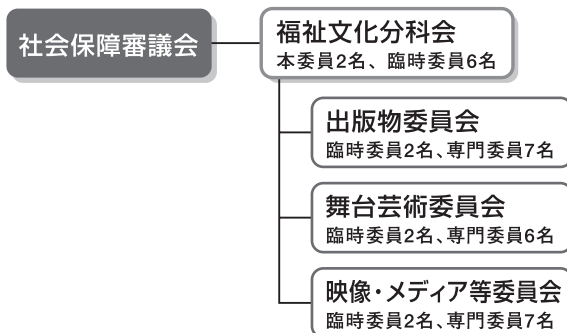 社会保障審議会
福祉文化分科会
本委員2名、臨時委員6名
出版物委員会
臨時委員2名、専門委員7名
舞台芸術委員会
臨時委員2名、専門委員6名
映像・メディア等委員会
臨時委員2名、専門委員7名